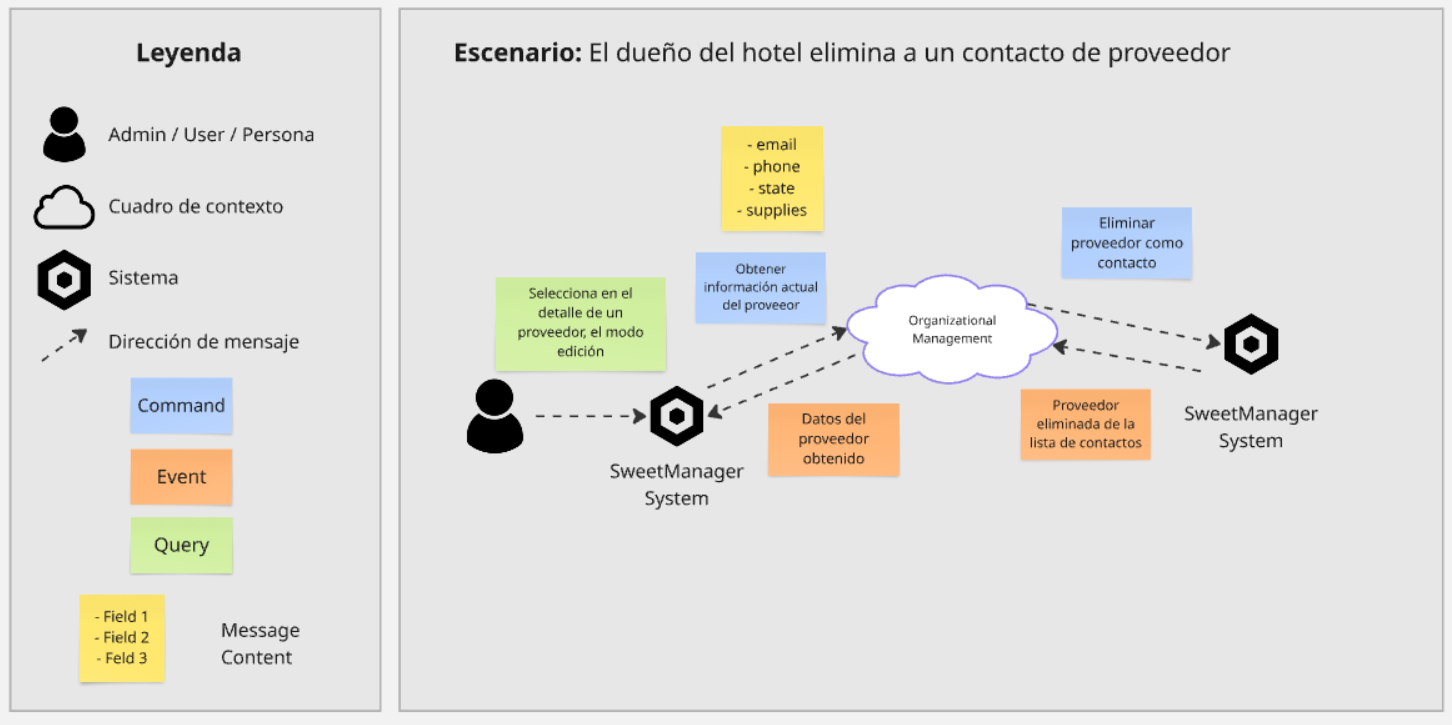 Leyenda
Admin / User / Persona
Cuadro de contexto
Sistema
Dirección de mensaje
Command
Event
Query
- Field 1
- Field 2
- Feld 3
Message
Content
Escenario: El dueño del hotel elimina a un contacto de proveedor
- email
- phone
- state
- supplies
Selecciona en el
detalle de un
proveedor, el modo
edición
Obtener
información actual
del proveeor
Eliminar
proveedor como
contacto
Organizational
Management
SweetManager
System
Datos del
proveedor
obtenido
Proveedor
eliminada de la
lista de contactos
SweetManager
System